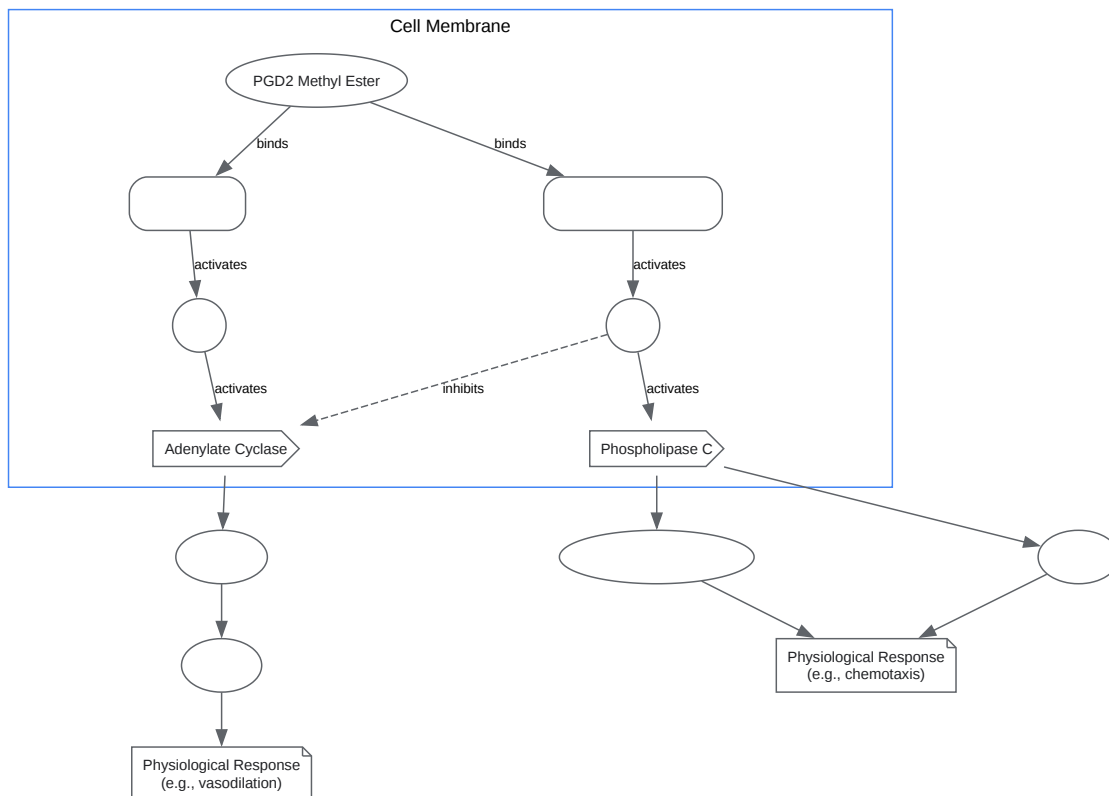 Cell Membrane
PGD2 Methyl Ester
binds
binds
activates
activates
activates
inhibits
activates
Adenylate Cyclase
Phospholipase C
Physiological Response
(e.g., chemotaxis)
Physiological Response
(e.g., vasodilation)